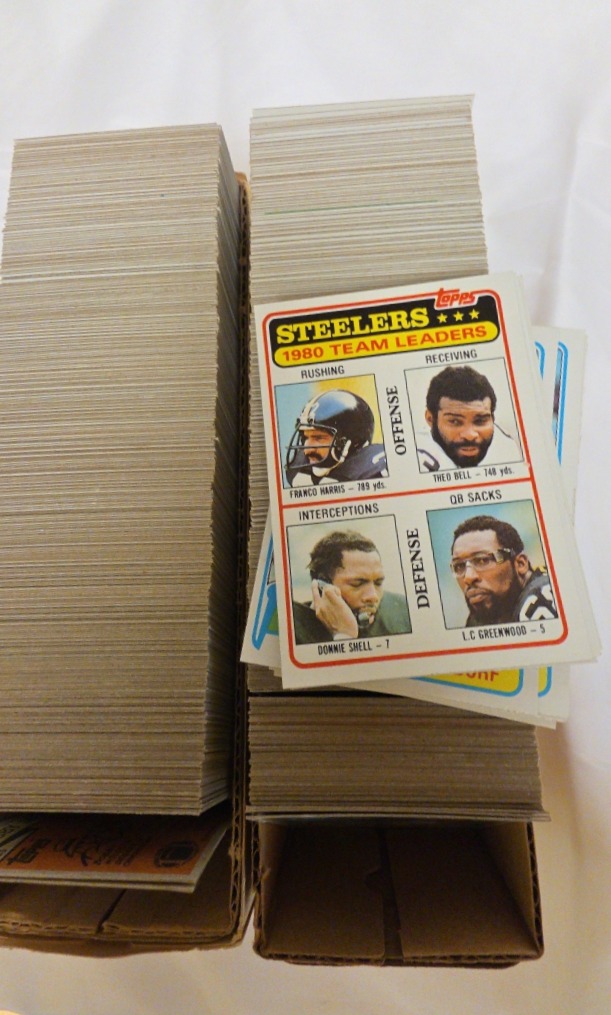 topps
STEELERS
1980 TEAM LEADERS
RUSHING
RECEIVING
OFFENSE
FRANCO HARRIS - 789 yds.
THEO BELL - 748 yds.
INTERCEPTIONS
QB SACKS
DEFENSE
DONNIE SHELL - 7
L.C GREENWOOD - 5